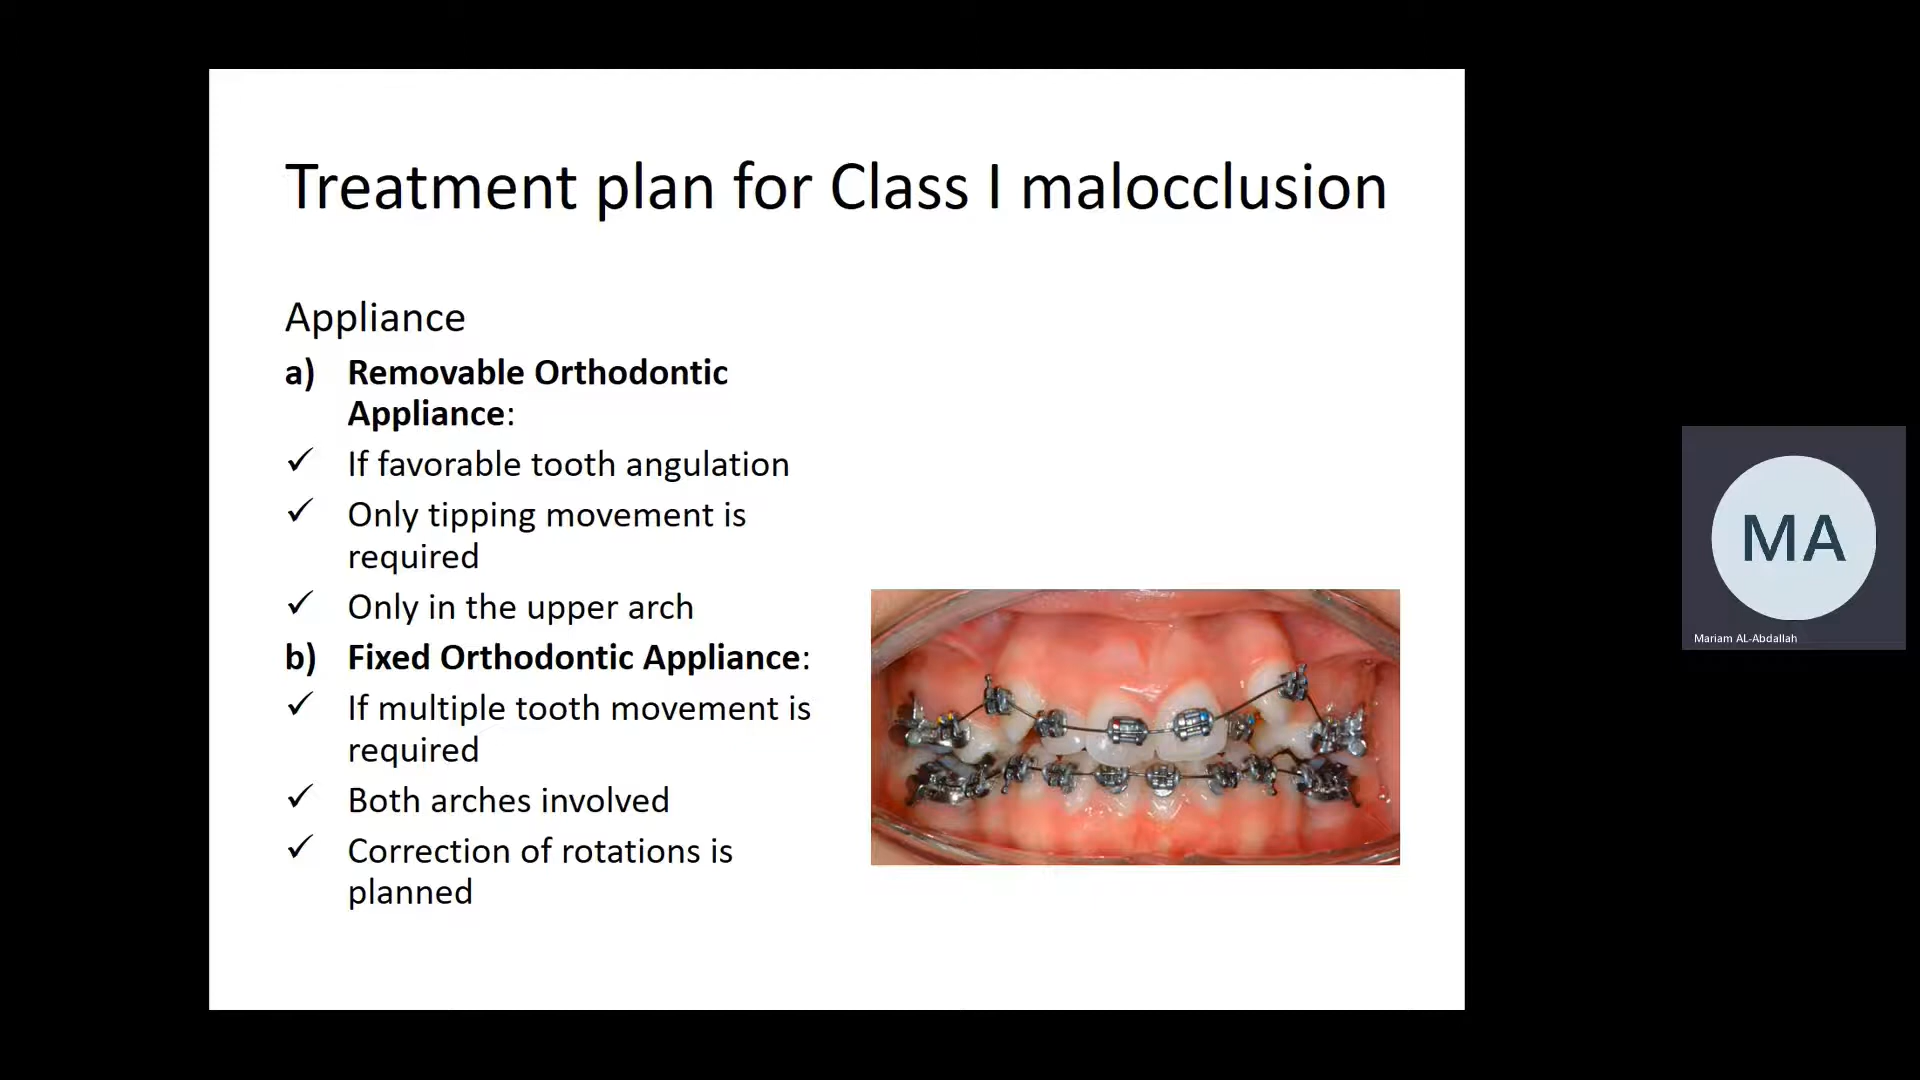 Treatment plan for Class I malocclusion
Appliance
a) Removable Orthodontic
Appliance:
✓ If favorable tooth angulation
✓ Only tipping movement is
required
✓ Only in the upper arch
b) Fixed Orthodontic Appliance:
✓ If multiple tooth movement is
required
✓ Both arches involved
✓ Correction of rotations is
planned
MA
Mariam AL-Abdallah